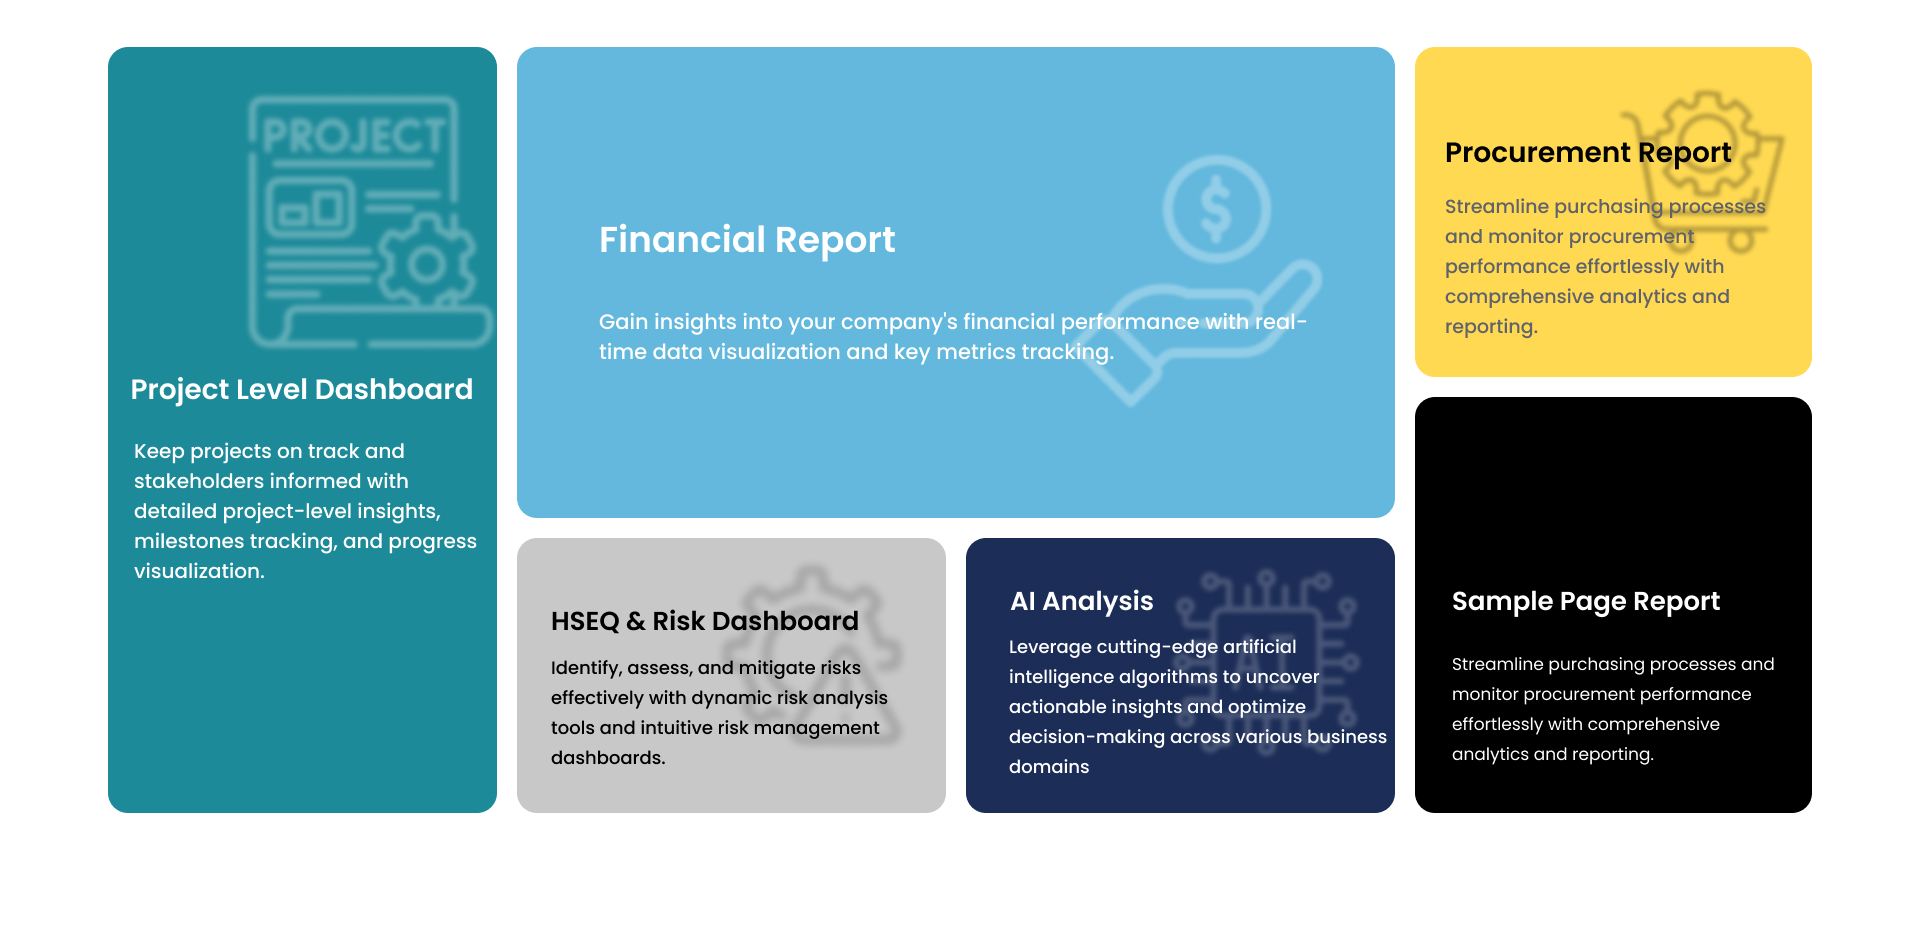 PROJECT
Project Level Dashboard
Keep projects on track and
stakeholders informed with
detailed project-level insights,
milestones tracking, and progress
visualization.
$
Financial Report
Gain insights into your company's financial performance with real-
time data visualization and key metrics tracking.
Procurement Report
Streamline purchasing processes
and monitor procurement
performance effortlessly with
comprehensive analytics and
reporting.
HSEQ & Risk Dashboard
Identify, assess, and mitigate risks
effectively with dynamic risk analysis
tools and intuitive risk management
dashboards.
AI
AI Analysis
Leverage cutting-edge artificial
intelligence algorithms to uncover
actionable insights and optimize
decision-making across various business
domains
Sample Page Report
Streamline purchasing processes and
monitor procurement performance
effortlessly with comprehensive
analytics and reporting.